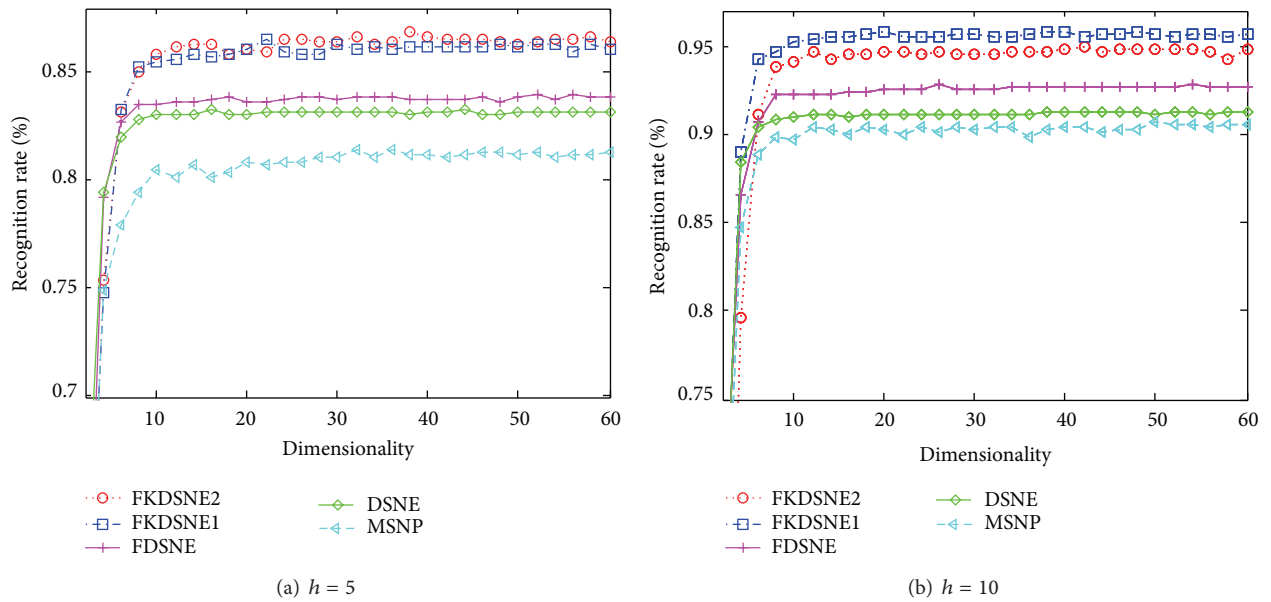 Recognition rate (%)
0.85
0.8
0.75
0.7
10 20 30 40 50 60
Dimensionality
FKDSNE2
FKDSNE1
FDSNE
DSNE
MSNP
(a) h = 5
Recognition rate (%)
0.95
0.9
0.95
0.8
0.75
10 20 30 40 50 60
Dimensionality
FKDSNE2
FKDSNE1
FDSNE
DSNE
MSNP
(b) h = 10